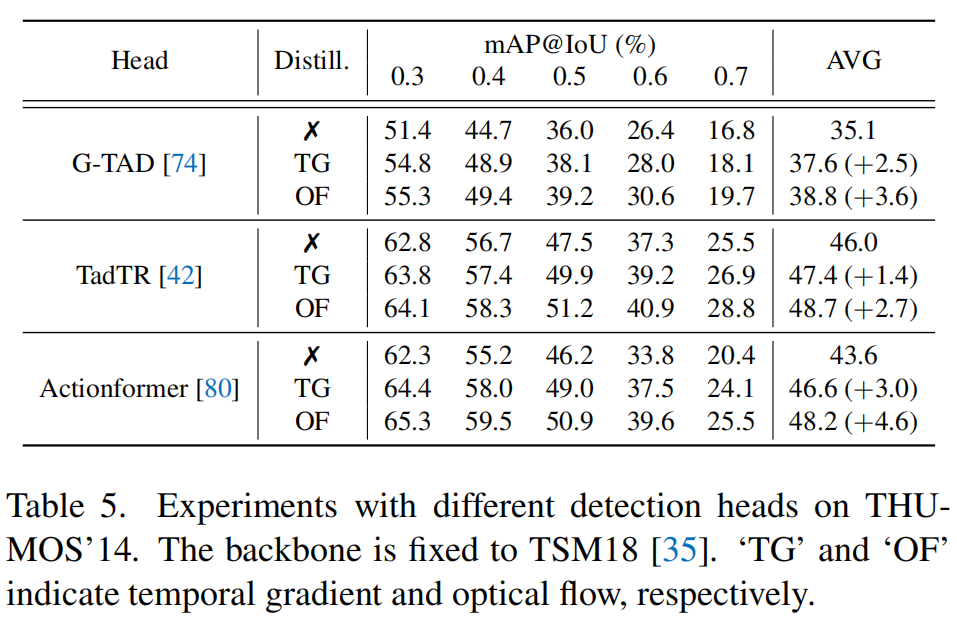 Head Distill. mAP@IoU (%) AVG
0.3 0.4 0.5 0.6 0.7
G-TAD [74]
✗ 51.4 44.7 36.0 26.4 16.8 35.1
TG 54.8 48.9 38.1 28.0 18.1 37.6 (+2.5)
OF 55.3 49.4 39.2 30.6 19.7 38.8 (+3.6)
TadTR [42]
✗ 62.8 56.7 47.5 37.3 25.5 46.0
TG 63.8 57.4 49.9 39.2 26.9 47.4 (+1.4)
OF 64.1 58.3 51.2 40.9 28.8 48.7 (+2.7)
Actionformer [80]
✗ 62.3 55.2 46.2 33.8 20.4 43.6
TG 64.4 58.0 49.0 37.5 24.1 46.6 (+3.0)
OF 65.3 59.5 50.9 39.6 25.5 48.2 (+4.6)
Table 5. Experiments with different detection heads on THU-
MOS’14. The backbone is fixed to TSM18 [35]. ‘TG’ and ‘OF’
indicate temporal gradient and optical flow, respectively.